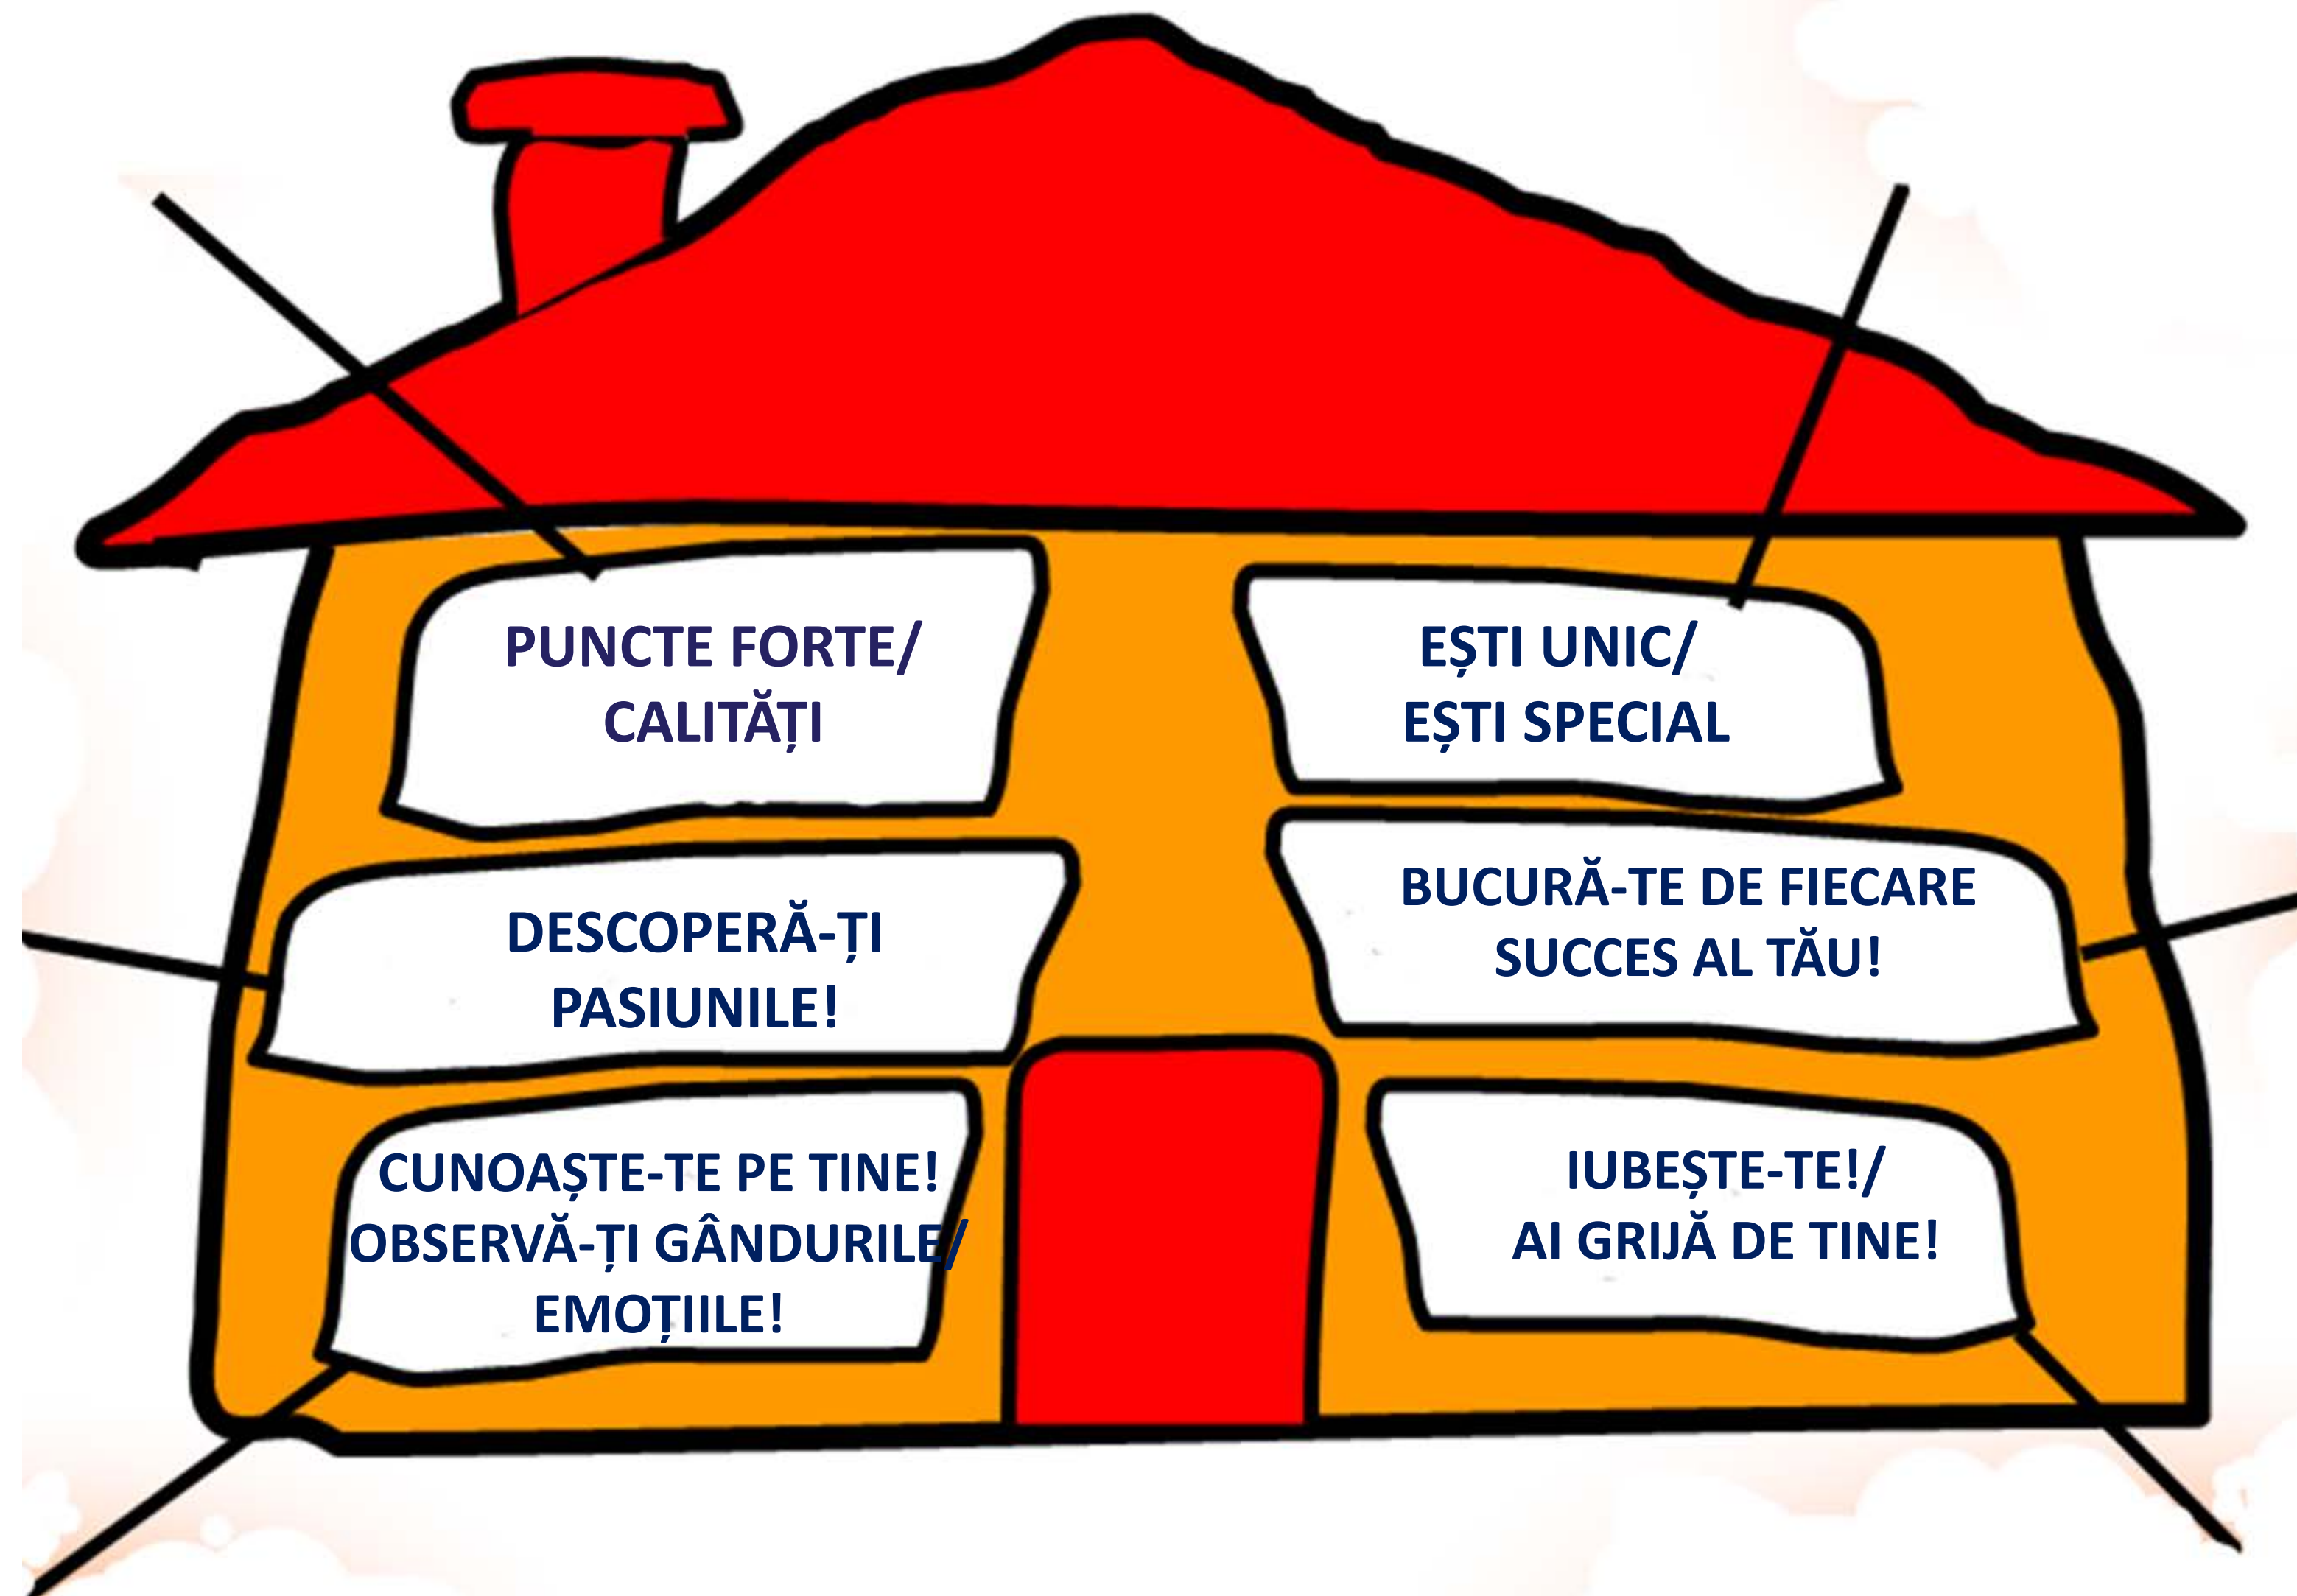 PUNCTE FORTE/
CALITĂȚI
EȘTI UNIC/
EȘTI SPECIAL
DESCOPERĂ-ȚI
PASIUNILE!
BUCURĂ-TE DE FIECARE
SUCCES AL TĂU!
CUNOAȘTE-TE PE TINE!
OBSERVĂ-ȚI GÂNDURILE/
EMOȚIILE!
IUBEȘTE-TE!/
AI GRIJĂ DE TINE!